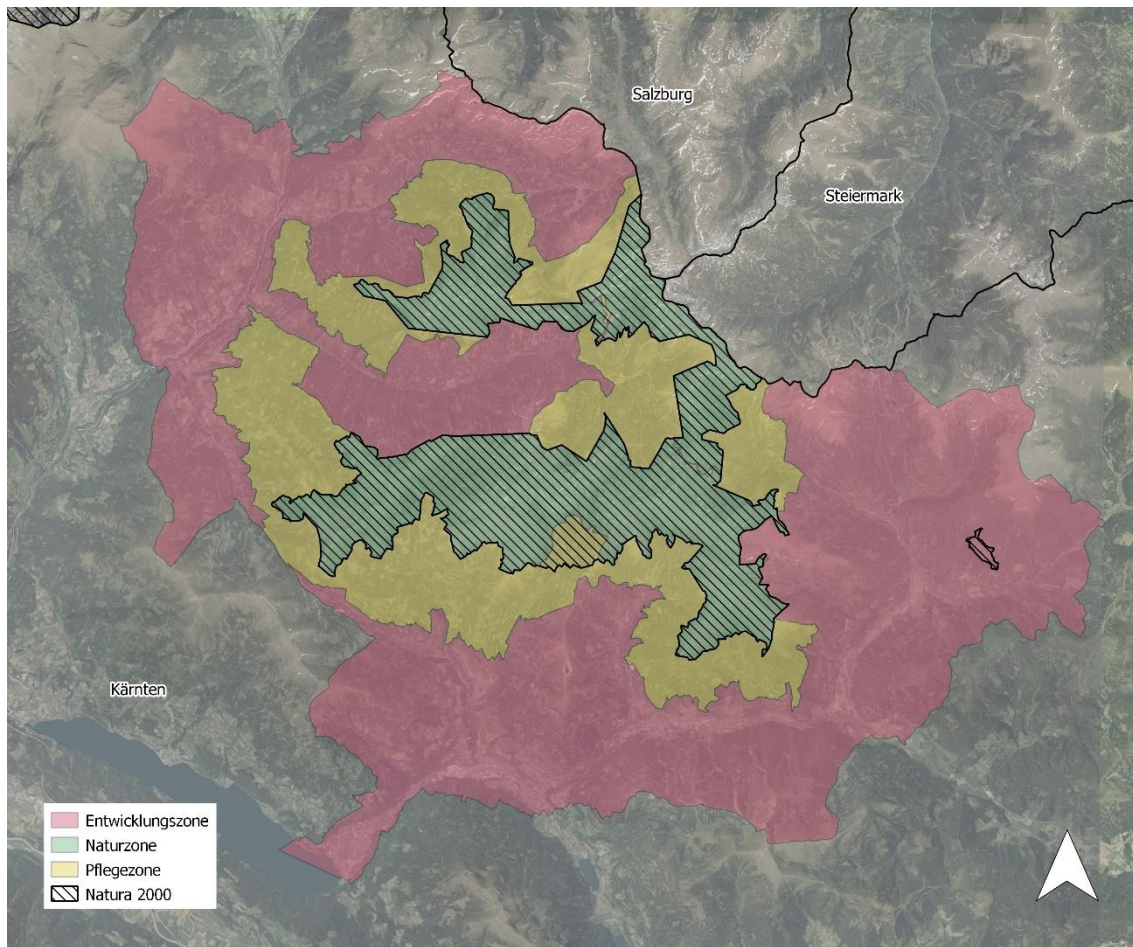 Salzburg
Steiermark
Kärnten
Entwicklungszone
Naturzone
Pflegezone
Natura 2000